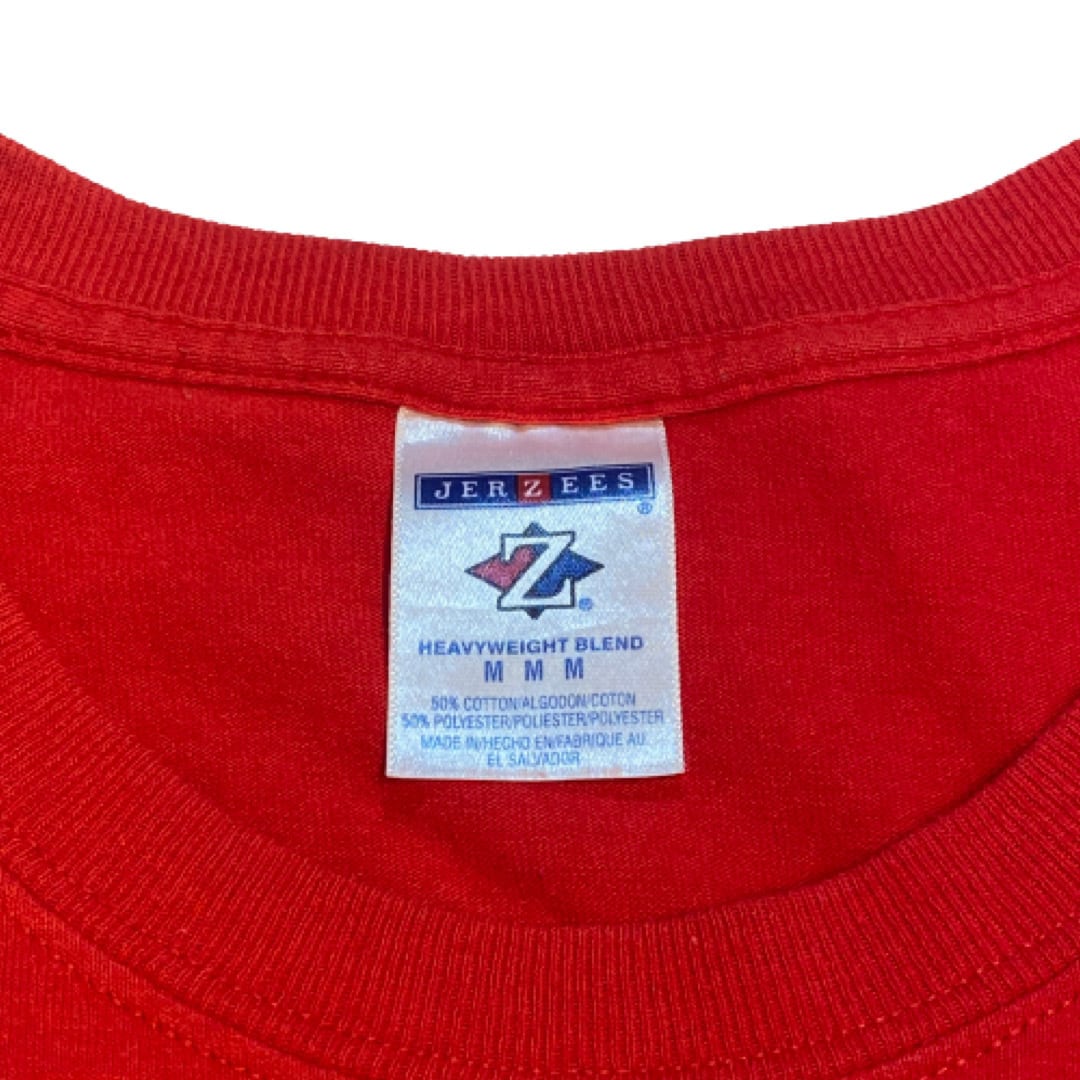 JERZEES®
Z®
HEAVYWEIGHT BLEND
M M M
50% COTTON/ALGODON/COTON
50% POLYESTER/POLIESTER/POLYESTER
MADE IN/HECHO EN/FABRIQUE AU
EL SALVADOR